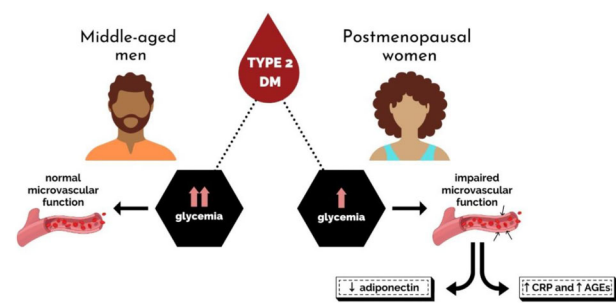 Middle-aged
men
TYPE 2
DM
Postmenopausal
women
normal
microvascular
function
↑↑
glycemia
↑
glycemia
impaired
microvascular
function
↓ adiponectin
↑ CRP and ↑ AGEs